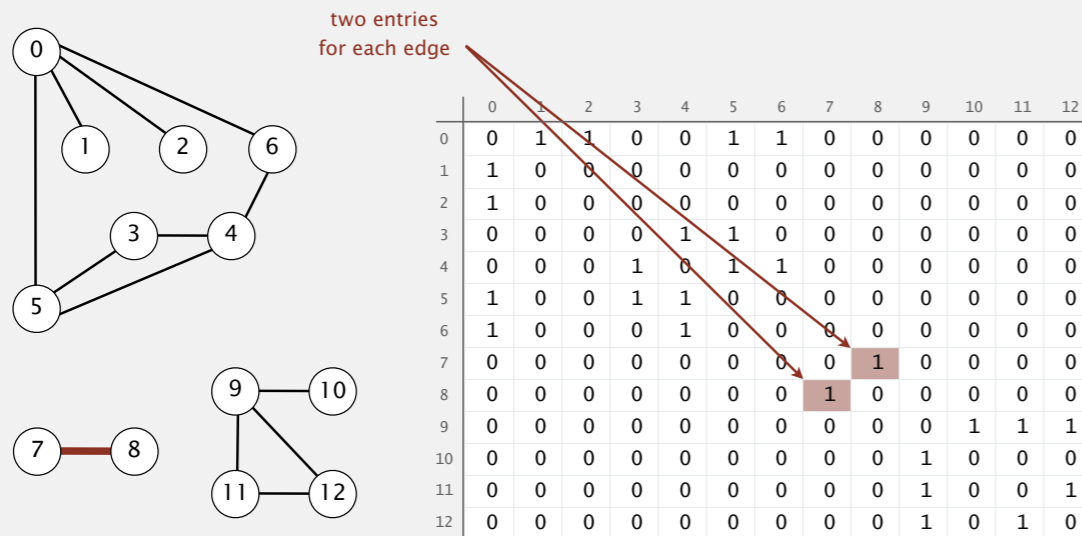 two entries
for each edge
0
1
2
6
3
4
5
7
8
9
10
11
12
0 1 2 3 4 5 6 7 8 9 10 11 12
0 0 1 1 0 0 1 1 0 0 0 0 0 0
1 1 0 0 0 0 0 0 0 0 0 0 0 0
2 1 0 0 0 0 0 0 0 0 0 0 0 0
3 0 0 0 0 1 1 0 0 0 0 0 0 0
4 0 0 0 1 0 1 1 0 0 0 0 0 0
5 1 0 0 1 1 0 0 0 0 0 0 0 0
6 1 0 0 0 1 0 0 0 0 0 0 0 0
7 0 0 0 0 0 0 0 0 1 0 0 0 0
8 0 0 0 0 0 0 0 1 0 0 0 0 0
9 0 0 0 0 0 0 0 0 0 0 1 1 1
10 0 0 0 0 0 0 0 0 0 1 0 0 0
11 0 0 0 0 0 0 0 0 0 1 0 0 1
12 0 0 0 0 0 0 0 0 0 1 0 1 0